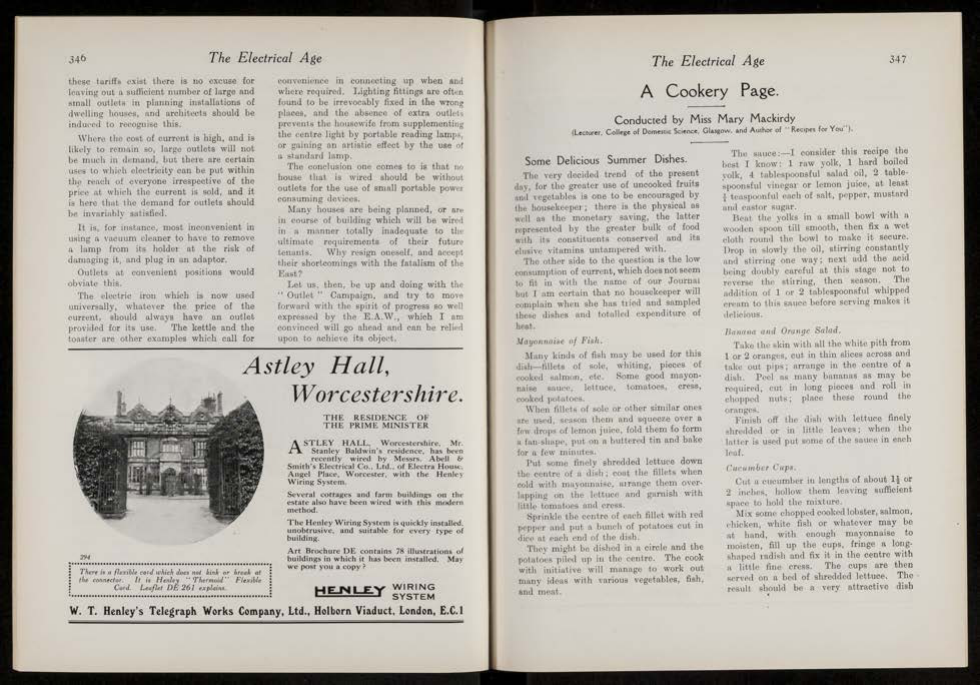 346
The Electrical Age
these tariffs exist there is no excuse for
leaving out a sufficient number of large and
small outlets in planning installations of
dwelling houses, and architects should be
induced to recognise this.
Where the cost of current is high, and is
likely to remain so, large outlets will not
be much in demand, but there are certain
uses to which electricity can be put within
the reach of everyone irrespective of the
price at which the current is sold, and it
is here that the demand for outlets should
be invariably satisfied.
It is, for instance, most inconvenient in
using a vacuum cleaner to have to remove
a lamp from its holder at the risk of
damaging it, and plug in an adaptor.
Outlets at convenient positions would
obviate this.
The electric iron which is now used
universally, whatever the price of the
current, should always have an outlet
provided for its use. The kettle and the
toaster are other examples which call for
convenience in connecting up when and
where required. Lighting fittings are often
found to be irrevocably fixed in the wrong
places, and the absence of extra outlets
prevents the housewife from supplementing
the centre light by portable reading lamps,
or gaining an artistic effect by the use of
a standard lamp.
The conclusion one comes to is that no
house that is wired should be without
outlets for the use of small portable power
consuming devices.
Many houses are being planned, or are
in course of building which will be wired
in a manner totally inadequate to the
ultimate requirements of their future
tenants. Why resign oneself, and accept
their shortcomings with the fatalism of the
East?
Let us, then, be up and doing with the
"Outlet" Campaign, and try to move
forward with the spirit of progress so well
expressed by the E.A.W., which I am
convinced will go ahead and can be relied
upon to achieve its object.
Astley Hall,
Worcestershire.
THE RESIDENCE OF
THE PRIME MINISTER
ASTLEY HALL, Worcestershire, Mr.
Stanley Baldwin's residence, has been
recently wired by Messrs. Abell &
Smith's Electrical Co., Ltd., of Electra House,
Angel Place, Worcester, with the Henley
Wiring System.
Several cottages and farm buildings on the
estate also have been wired with this modern
method.
The Henley Wiring System is quickly installed,
unobtrusive, and suitable for every type of
building.
Art Brochure DE contains 78 illustrations of
buildings in which it has been installed. May
we post you a copy?
294
There is a flexible cord which does not kink or break at
the connector. It is Henley "Thermoid" Flexible
Cord. Leaflet DE 261 explains.
HENLEY WIRING
SYSTEM
W. T. Henley's Telegraph Works Company, Ltd., Holborn Viaduct, London, E.C.1
The Electrical Age
347
A Cookery Page.
Conducted by Miss Mary Mackirdy
(Lecturer, College of Domestic Science, Glasgow, and Author of "Recipes for You").
Some Delicious Summer Dishes.
The very decided trend of the present
day, for the greater use of uncooked fruits
and vegetables is one to be encouraged by
the housekeeper; there is the physical as
well as the monetary saving, the latter
represented by the greater bulk of food
with its constituents conserved and its
elusive vitamins untampered with.
The other side to the question is the low
consumption of current, which does not seem
to fit in with the name of our Journal
but I am certain that no housekeeper will
complain when she has tried and sampled
these dishes and totalled expenditure of
heat.
Mayonnaise of Fish.
Many kinds of fish may be used for this
dish—fillets of sole, whiting, pieces of
cooked salmon, etc. Some good mayon-
naise sauce, lettuce, tomatoes, cress,
cooked potatoes.
When fillets of sole or other similar ones
are used, season them and squeeze over a
few drops of lemon juice, fold them to form
a fan shape, put on a buttered tin and bake
for a few minutes.
Put some finely shredded lettuce down
the centre of a dish; coat the fillets when
cold with mayonnaise, arrange them over-
lapping on the lettuce and garnish with
little tomatoes and cress.
Sprinkle the centre of each fillet with red
pepper and put a bunch of potatoes cut in
dice at each end of the dish.
They might be dished in a circle and the
potatoes piled up in the centre. The cook
with initiative will manage to work out
many ideas with various vegetables, fish,
and meat.
The sauce:—I consider this recipe the
best I know: 1 raw yolk, 1 hard boiled
yolk, 4 tablespoonsful salad oil, 2 table-
spoonsful vinegar or lemon juice, at least
teaspoonful each of salt, pepper, mustard
and castor sugar.
Beat the yolks in a small bowl with a
wooden spoon till smooth, then fix a wet
cloth round the bowl to make it secure.
Drop in slowly the oil, stirring constantly
and stirring one way; next add the acid
being doubly careful at this stage not to
reverse the stirring, then season. The
addition of 1 or 2 tablespoonsful whipped
cream to this sauce before serving makes it
delicious.
Banana and Orange Salad.
Take the skin with all the white pith from
1 or 2 oranges, cut in thin slices across and
take out pips; arrange in the centre of a
dish. Peel as many bananas as may be
required, cut in long pieces and roll in
chopped nuts; place these round the
oranges.
Finish off the dish with lettuce finely
shredded or in little leaves; when the
latter is used put some of the sauce in each
leaf.
Cucumber Cups.
Cut a cucumber in lengths of about 1½ or
2 inches, hollow them leaving sufficient
space to hold the mixture.
Mix some chopped cooked lobster, salmon,
chicken, white fish or whatever may be
at hand, with enough mayonnaise to
moisten, fill up the cups, fringe a long-
shaped radish and fix it in the centre with
a little fine cress. The cups are then
served on a bed of shredded lettuce. The
result should be a very attractive dish